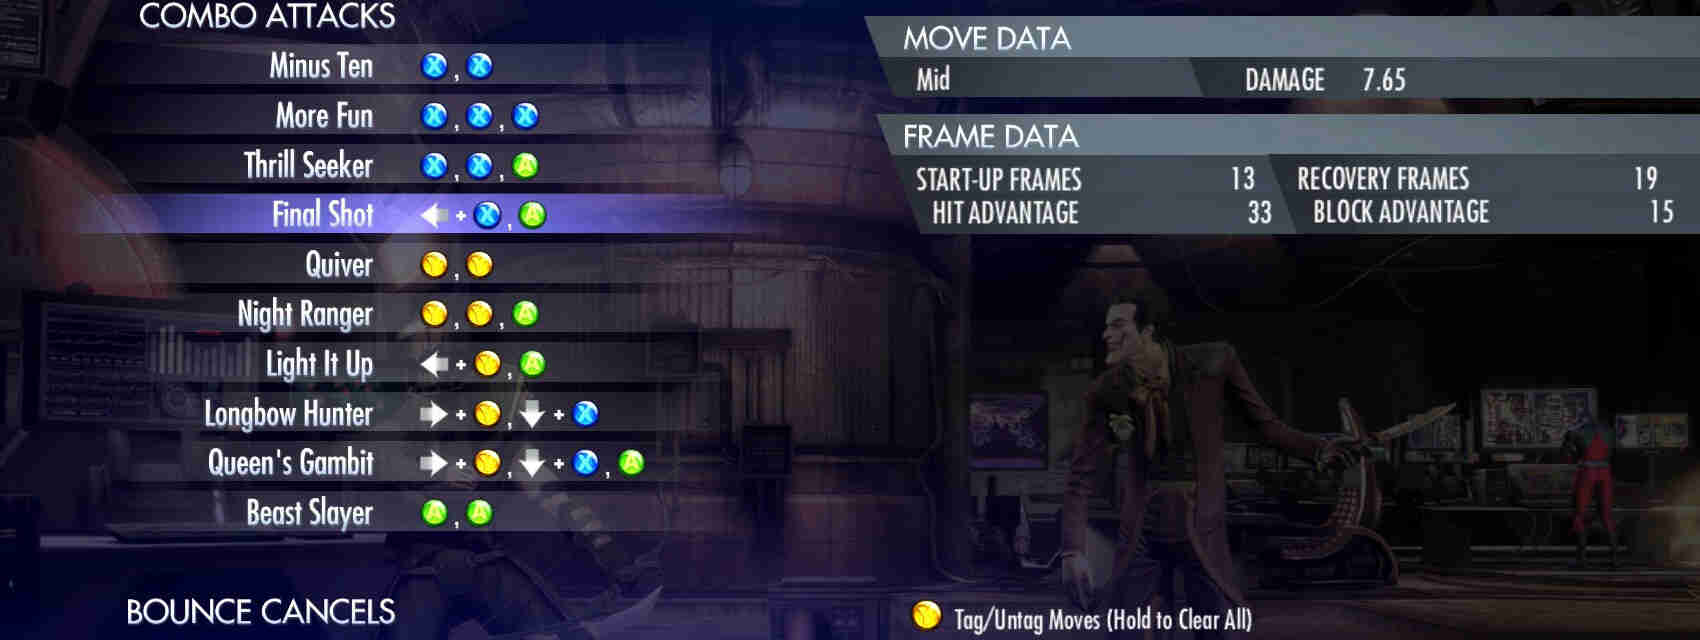 COMBO ATTACKS
Minus Ten X, X
More Fun X, X, X
Thrill Seeker X, X, A
Final Shot ← + X, A
Quiver Y, Y
Night Ranger Y, Y, A
Light It Up ← + Y, A
Longbow Hunter → + Y, ↓ + X
Queen's Gambit → + Y, ↓ + X, A
Beast Slayer A, A
BOUNCE CANCELS
MOVE DATA
Mid DAMAGE 7.65
FRAME DATA
START-UP FRAMES 13 RECOVERY FRAMES 19
HIT ADVANTAGE 33 BLOCK ADVANTAGE 15
Y Tag/Untag Moves (Hold to Clear All)